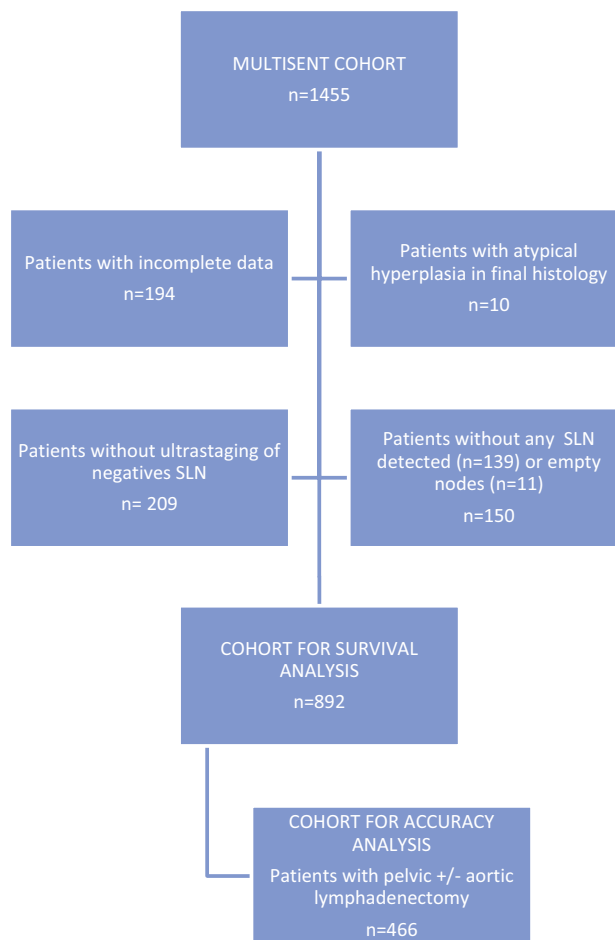 MULTISENT COHORT
n=1455
Patients with incomplete data
n=194
Patients with atypical
hyperplasia in final histology
n=10
Patients without ultrastaging of
negatives SLN
n= 209
Patients without any SLN
detected (n=139) or empty
nodes (n=11)
n=150
COHORT FOR SURVIVAL
ANALYSIS
n=892
COHORT FOR ACCURACY
ANALYSIS
Patients with pelvic +/- aortic
lymphadenectomy
n=466